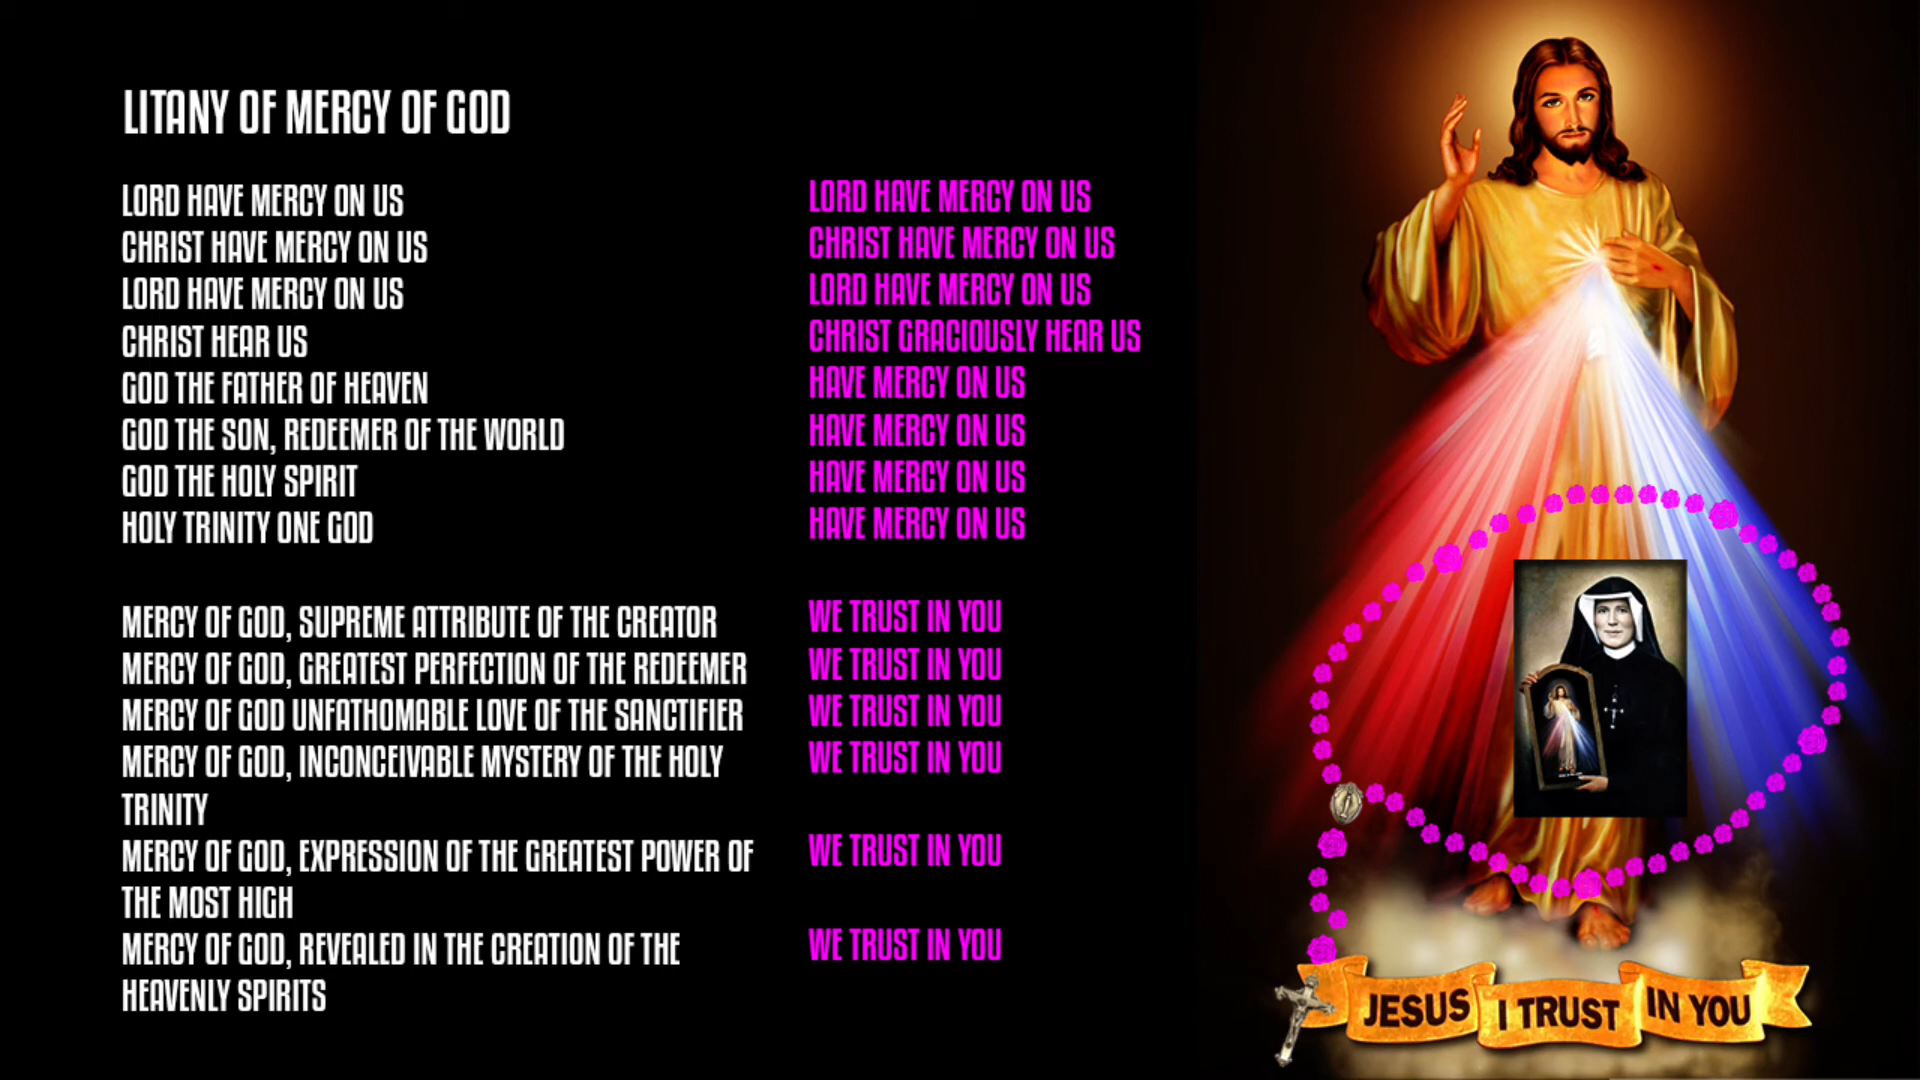 LITANY OF MERCY OF GOD
LORD HAVE MERCY ON US
CHRIST HAVE MERCY ON US
LORD HAVE MERCY ON US
CHRIST HEAR US
GOD THE FATHER OF HEAVEN
GOD THE SON, REDEEMER OF THE WORLD
GOD THE HOLY SPIRIT
HOLY TRINITY ONE GOD
MERCY OF GOD, SUPREME ATTRIBUTE OF THE CREATOR
MERCY OF GOD, GREATEST PERFECTION OF THE REDEEMER
MERCY OF GOD UNFATHOMABLE LOVE OF THE SANCTIFIER
MERCY OF GOD, INCONCEIVABLE MYSTERY OF THE HOLY
TRINITY
MERCY OF GOD, EXPRESSION OF THE GREATEST POWER OF
THE MOST HIGH
MERCY OF GOD, REVEALED IN THE CREATION OF THE
HEAVENLY SPIRITS
LORD HAVE MERCY ON US
CHRIST HAVE MERCY ON US
LORD HAVE MERCY ON US
CHRIST GRACIOUSLY HEAR US
HAVE MERCY ON US
HAVE MERCY ON US
HAVE MERCY ON US
HAVE MERCY ON US
WE TRUST IN YOU
WE TRUST IN YOU
WE TRUST IN YOU
WE TRUST IN YOU
WE TRUST IN YOU
WE TRUST IN YOU
JESUS I TRUST IN YOU